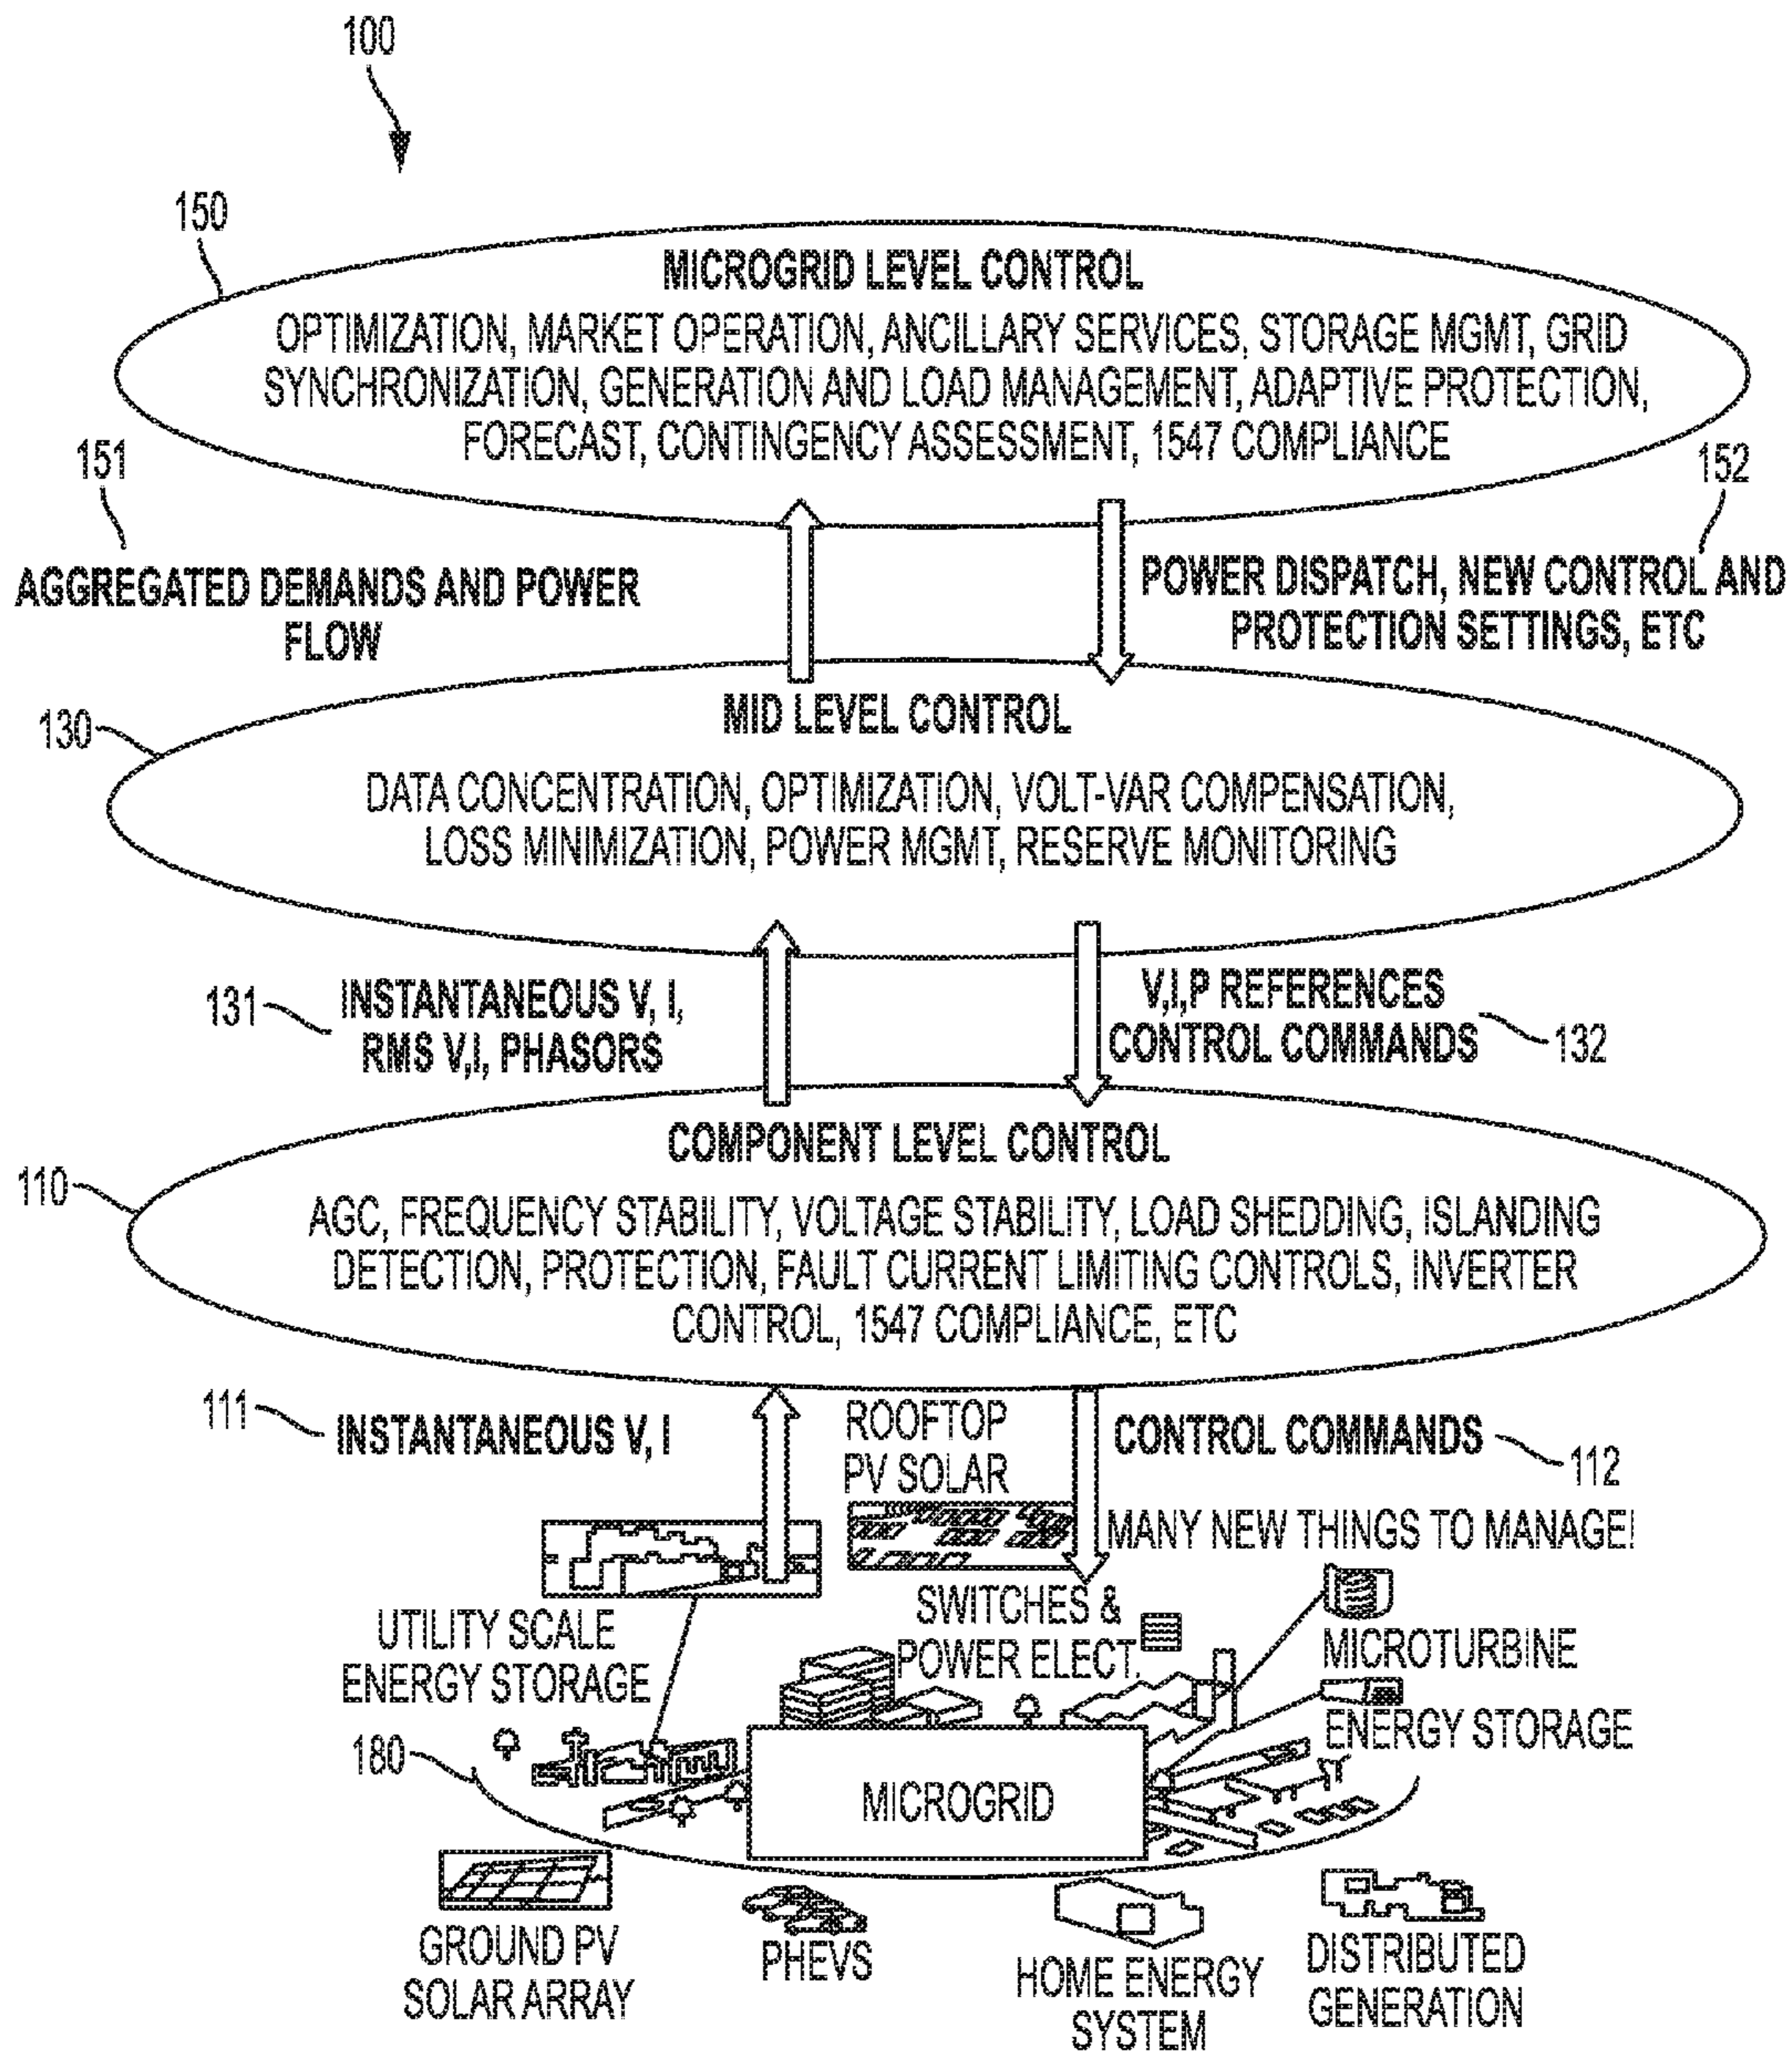 100
150
MICROGRID LEVEL CONTROL
OPTIMIZATION, MARKET OPERATION, ANCILLARY SERVICES, STORAGE MGMT, GRID
SYNCHRONIZATION, GENERATION AND LOAD MANAGEMENT, ADAPTIVE PROTECTION,
FORECAST, CONTINGENCY ASSESSMENT, 1547 COMPLIANCE
151
152
AGGREGATED DEMANDS AND POWER
FLOW
POWER DISPATCH, NEW CONTROL AND
PROTECTION SETTINGS, ETC
130
MID LEVEL CONTROL
DATA CONCENTRATION, OPTIMIZATION, VOLT-VAR COMPENSATION,
LOSS MINIMIZATION, POWER MGMT, RESERVE MONITORING
131
INSTANTANEOUS V, I,
RMS V,I, PHASORS
V,I,P REFERENCES
CONTROL COMMANDS
132
110
COMPONENT LEVEL CONTROL
AGC, FREQUENCY STABILITY, VOLTAGE STABILITY, LOAD SHEDDING, ISLANDING
DETECTION, PROTECTION, FAULT CURRENT LIMITING CONTROLS, INVERTER
CONTROL, 1547 COMPLIANCE, ETC
111
INSTANTANEOUS V, I
ROOFTOP
PV SOLAR
CONTROL COMMANDS
112
MANY NEW THINGS TO MANAGE!
UTILITY SCALE
ENERGY STORAGE
SWITCHES &
POWER ELECT.
MICROTURBINE
ENERGY STORAGE
180
MICROGRID
GROUND PV
SOLAR ARRAY
PHEVS
HOME ENERGY
SYSTEM
DISTRIBUTED
GENERATION